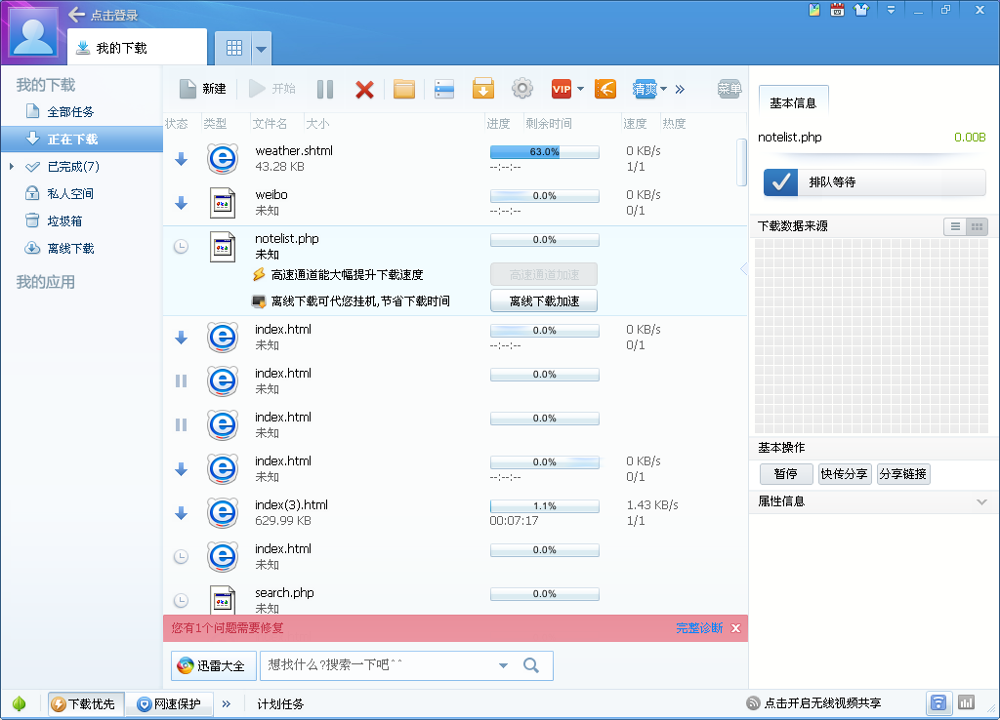 点击登录
我的下载
我的下载
全部任务
正在下载
已完成(7)
私人空间
垃圾箱
离线下载
我的应用
新建 开始 VIP 清爽 菜单
状态 类型 文件名 大小 进度 剩余时间 速度 热度
weather.shtml 63.0% 0 KB/s
43.28 KB --:--:-- 1/1
weibo 0.0% 0 KB/s
未知 --:--:-- 0/1
notelist.php 0.0%
未知
高速通道能大幅提升下载速度 高速通道加速
离线下载可代您挂机,节省下载时间 离线下载加速
index.html 0.0% 0 KB/s
未知 --:--:-- 0/1
index.html 0.0%
未知
index.html 0.0%
未知
index.html 0.0% 0 KB/s
未知 --:--:-- 0/1
index(3).html 1.1% 1.43 KB/s
629.99 KB 00:07:17 1/1
index.html 0.0%
未知
search.php 0.0%
未知
您有1个问题需要修复 完整诊断
迅雷大全 想找什么?搜索一下吧^^
基本信息
notelist.php 0.00B
排队等待
下载数据来源
基本操作
暂停 快传分享 分享链接
属性信息
下载优先 网速保护 计划任务 点击开启无线视频共享